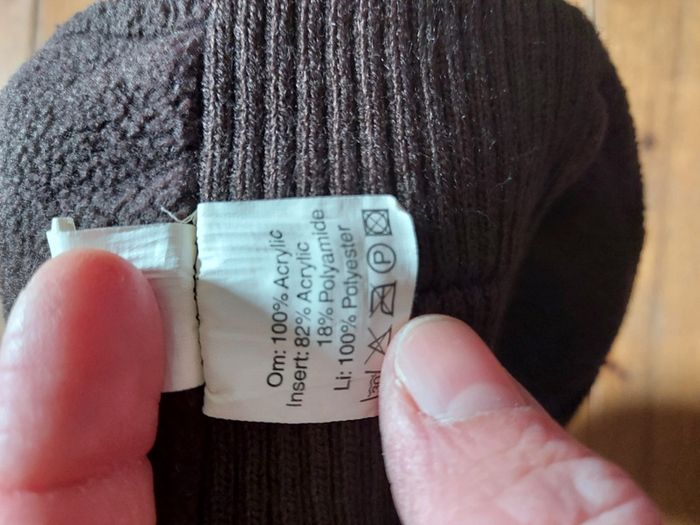 Om: 100% Acrylic
Insert: 82% Acrylic
18% Polyamide
Li: 100% Polyester
P